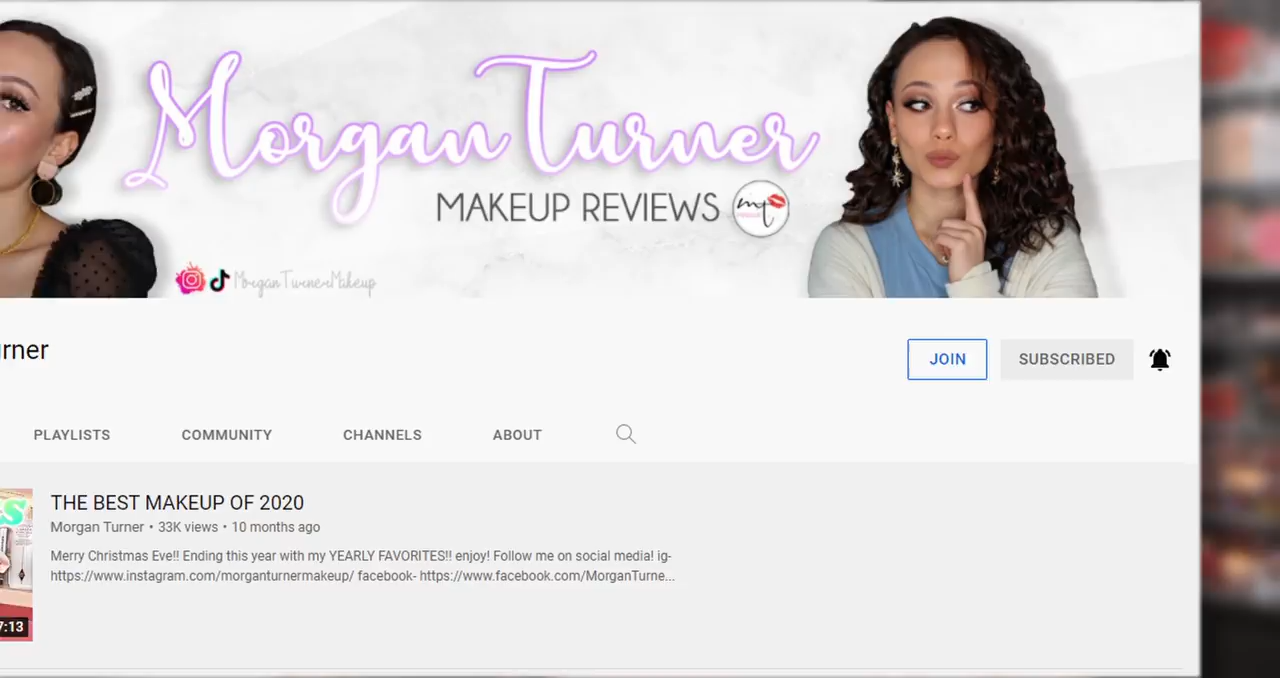 Morgan Turner
MAKEUP REVIEWS
mt
MorganTurnerMakeup
urner
JOIN
SUBSCRIBED
PLAYLISTS
COMMUNITY
CHANNELS
ABOUT
THE BEST MAKEUP OF 2020
Morgan Turner • 33K views • 10 months ago
Merry Christmas Eve!! Ending this year with my YEARLY FAVORITES!! enjoy! Follow me on social media! ig-
https://www.instagram.com/morganturnermakeup/ facebook- https://www.facebook.com/MorganTurne...
S
7:13